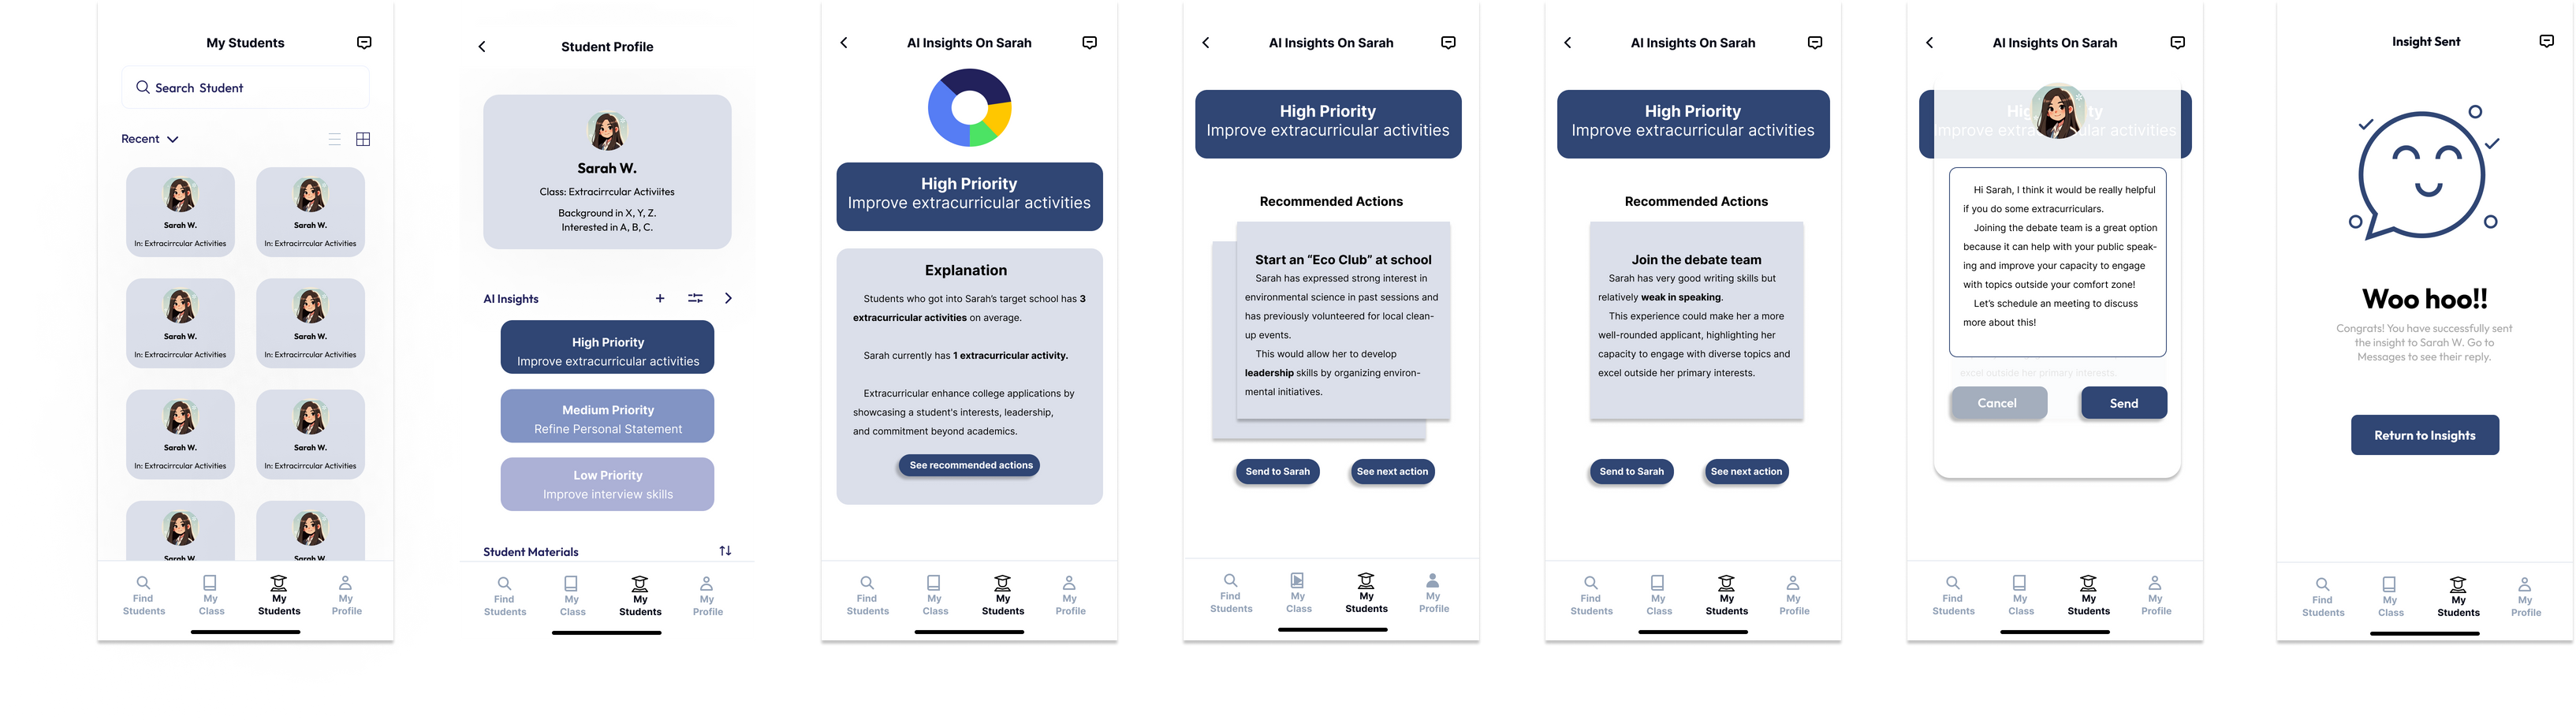 My Students
Search Student
Recent
Sarah W.
In: Extracirrcular Activities
Sarah W.
In: Extracirrcular Activities
Sarah W.
In: Extracirrcular Activities
Sarah W.
In: Extracirrcular Activities
Sarah W.
In: Extracirrcular Activities
Sarah W.
In: Extracirrcular Activities
Sarah W.
Sarah W.
Find
Students
My
Class
My
Students
My
Profile
Student Profile
Sarah W.
Class: Extracirrcular Activiites
Background in X, Y, Z.
Interested in A, B, C.
AI Insights
High Priority
Improve extracurricular activities
Medium Priority
Refine Personal Statement
Low Priority
Improve interview skills
Student Materials
Find
Students
My
Class
My
Students
My
Profile
AI Insights On Sarah
High Priority
Improve extracurricular activities
Explanation
Students who got into Sarah's target school has 3
extracurricular activities on average.
Sarah currently has 1 extracurricular activity.
Extracurricular enhance college applications by
showcasing a student's interests, leadership,
and commitment beyond academics.
See recommended actions
Find
Students
My
Class
My
Students
My
Profile
AI Insights On Sarah
High Priority
Improve extracurricular activities
Recommended Actions
Start an “Eco Club” at school
Sarah has expressed strong interest in
environmental science in past sessions and
has previously volunteered for local clean-
up events.
This would allow her to develop
leadership skills by organizing environ-
mental initiatives.
Send to Sarah
See next action
Find
Students
My
Class
My
Students
My
Profile
AI Insights On Sarah
High Priority
Improve extracurricular activities
Recommended Actions
Join the debate team
Sarah has very good writing skills but
relatively weak in speaking.
This experience could make her a more
well-rounded applicant, highlighting her
capacity to engage with diverse topics and
excel outside her primary interests.
Send to Sarah
See next action
Find
Students
My
Class
My
Students
My
Profile
AI Insights On Sarah
Hi Sarah, I think it would be really helpful
if you do some extracurriculars.
Joining the debate team is a great option
because it can help with your public speak-
ing and improve your capacity to engage
with topics outside your comfort zone!
Let's schedule an meeting to discuss
more about this!
excel outside her primary interests.
Cancel
Send
Find
Students
My
Class
My
Students
My
Profile
Insight Sent
Woo hoo!!
Congrats! You have successfully sent
the insight to Sarah W. Go to
Messages to see their reply.
Return to Insights
Find
Students
My
Class
My
Students
My
Profile